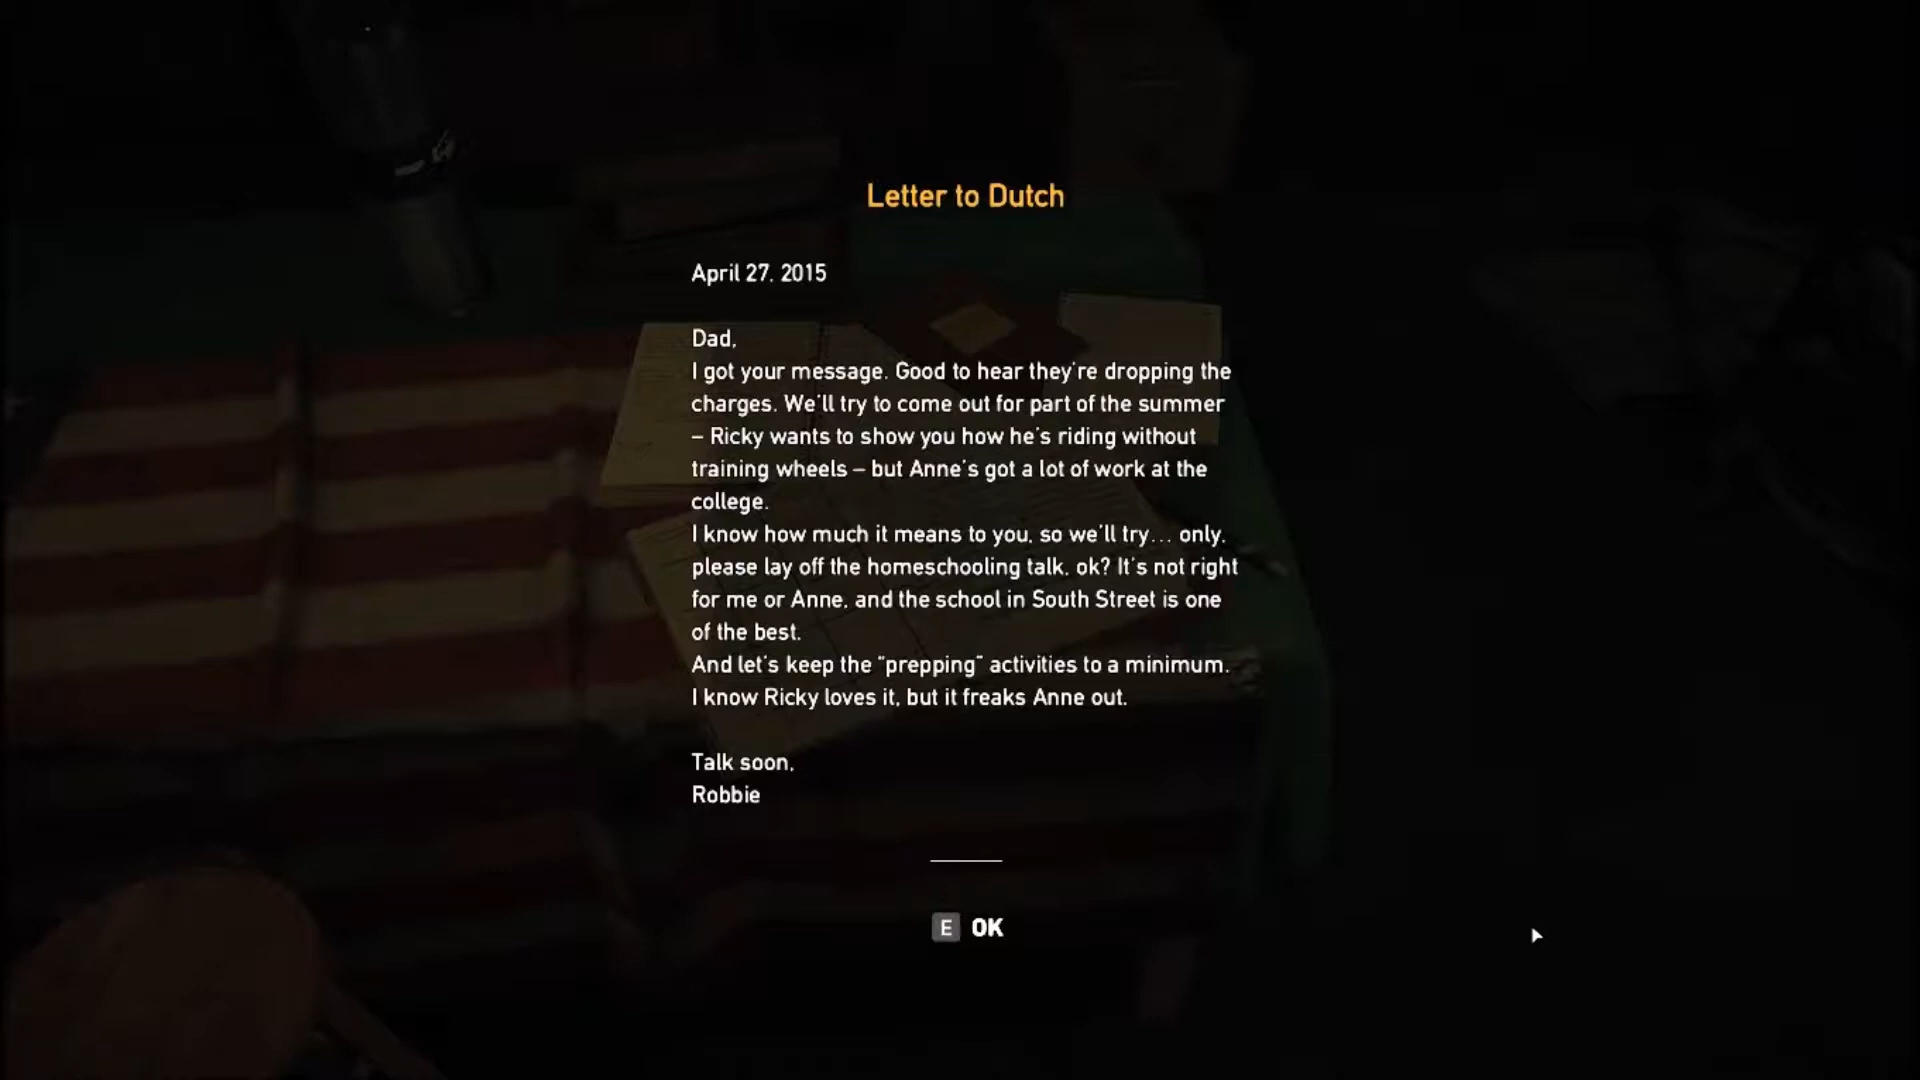 Letter to Dutch
April 27, 2015
Dad,
I got your message. Good to hear they're dropping the
charges. We'll try to come out for part of the summer
– Ricky wants to show you how he's riding without
training wheels – but Anne's got a lot of work at the
college.
I know how much it means to you, so we'll try... only,
please lay off the homeschooling talk, ok? It's not right
for me or Anne, and the school in South Street is one
of the best.
And let's keep the "prepping" activities to a minimum.
I know Ricky loves it, but it freaks Anne out.
Talk soon,
Robbie
E OK